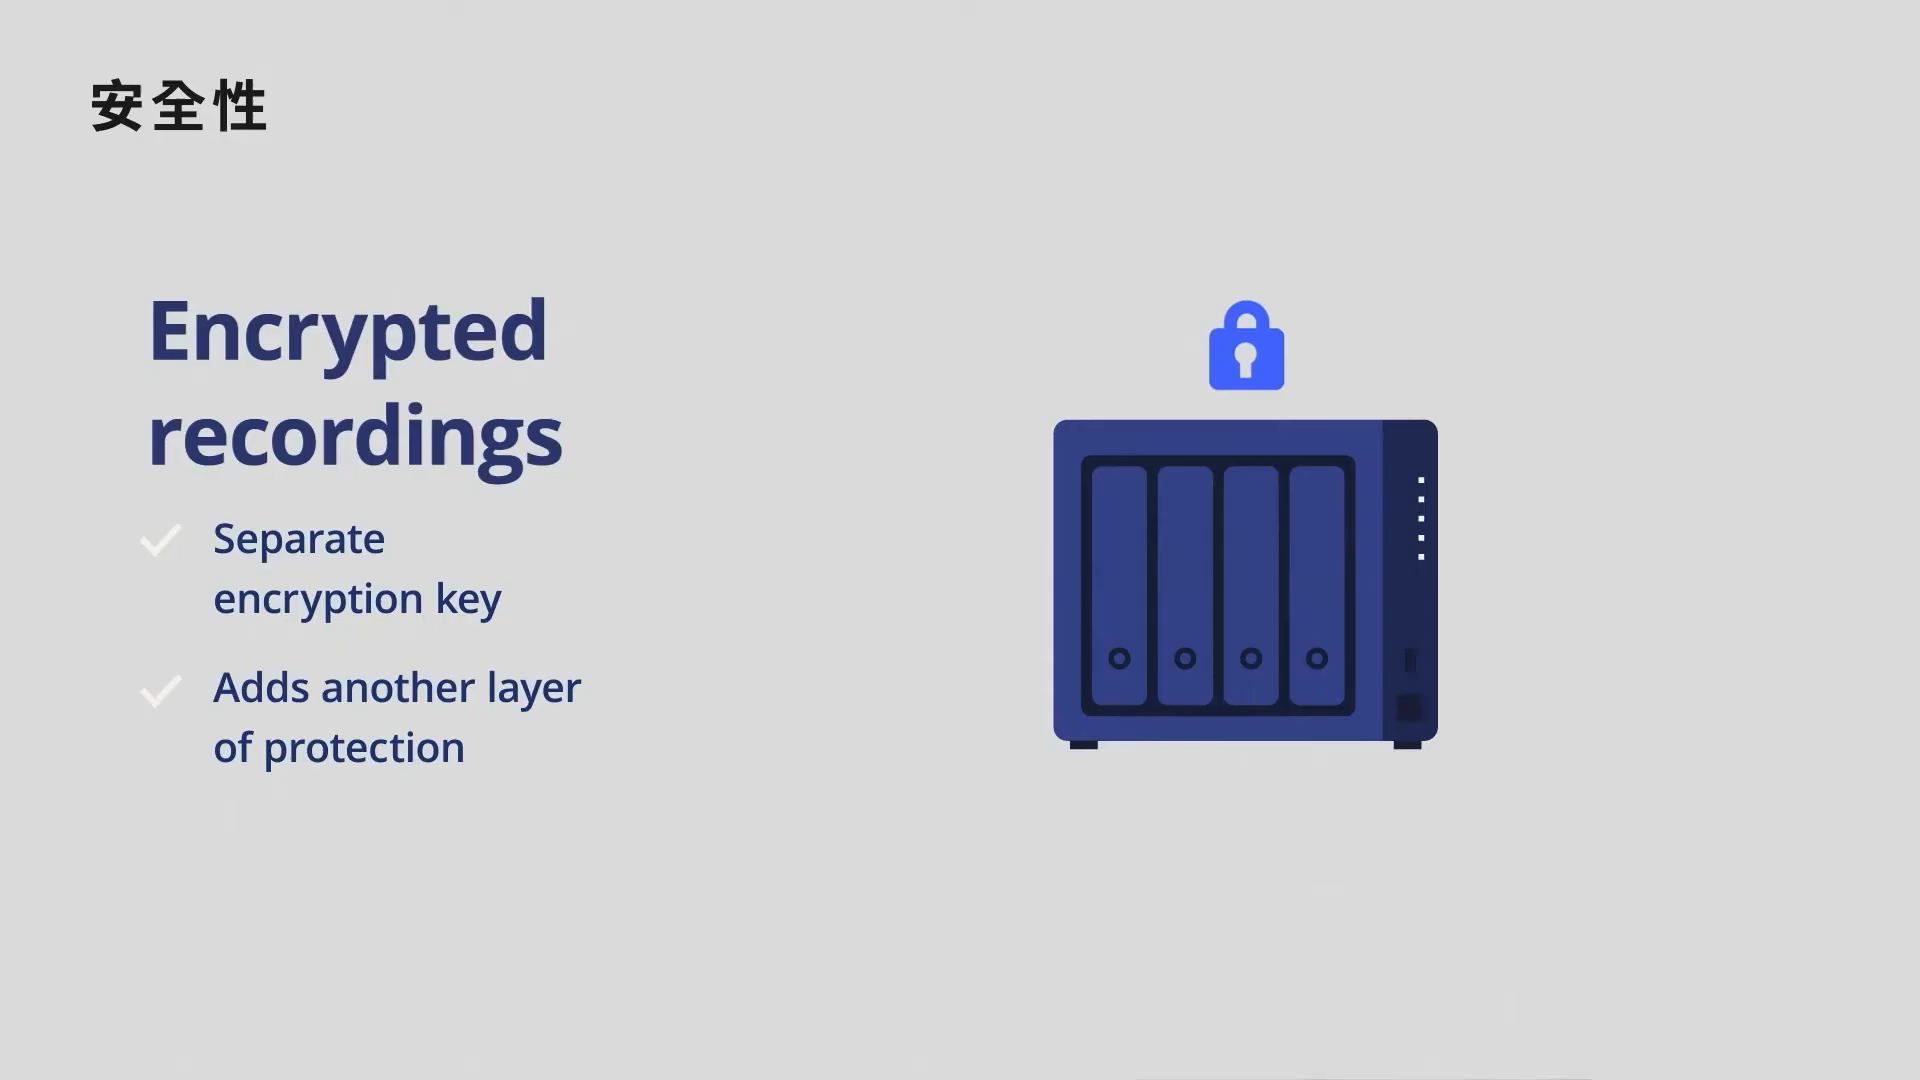 安全性
Encrypted
recordings
Separate
encryption key
Adds another layer
of protection